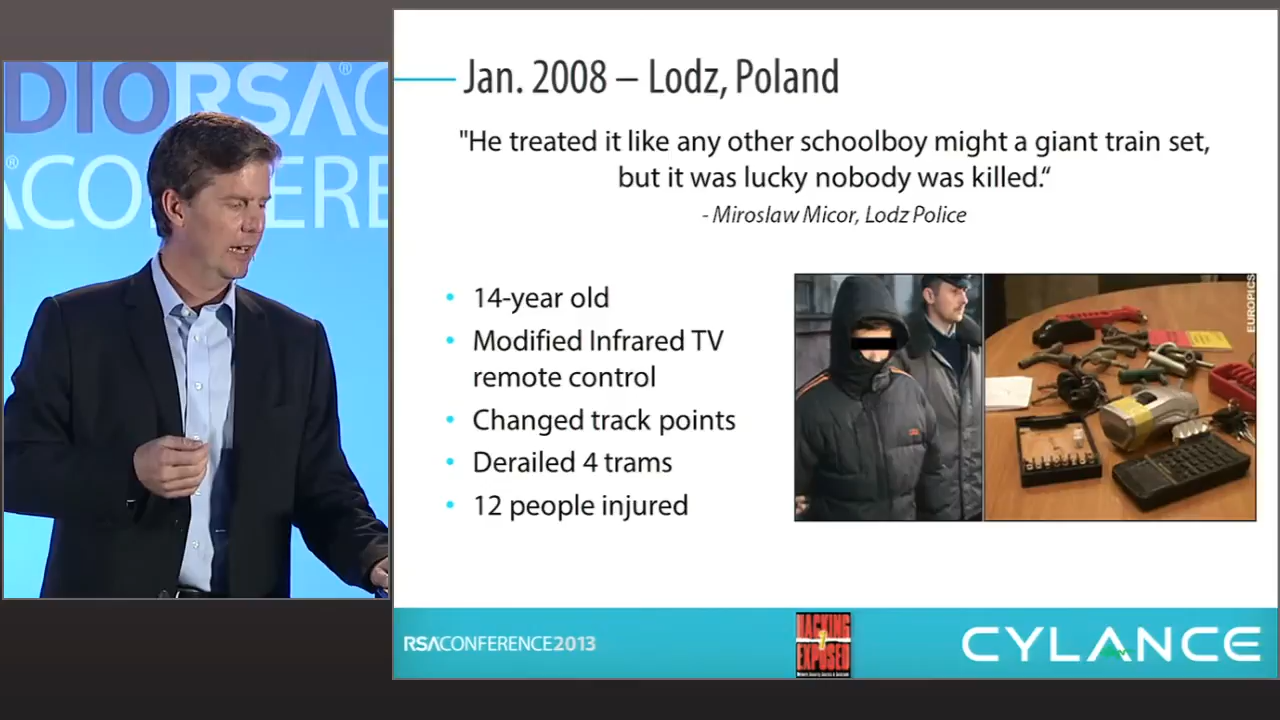 DIORSA®C
®
ACONFERE
Jan. 2008 – Lodz, Poland
"He treated it like any other schoolboy might a giant train set,
but it was lucky nobody was killed.“
- Miroslaw Micor, Lodz Police
• 14-year old
• Modified Infrared TV
remote control
• Changed track points
• Derailed 4 trams
• 12 people injured
EUROPICS
RSACONFERENCE2013
HACKING
EXPOSED
CYLANCE